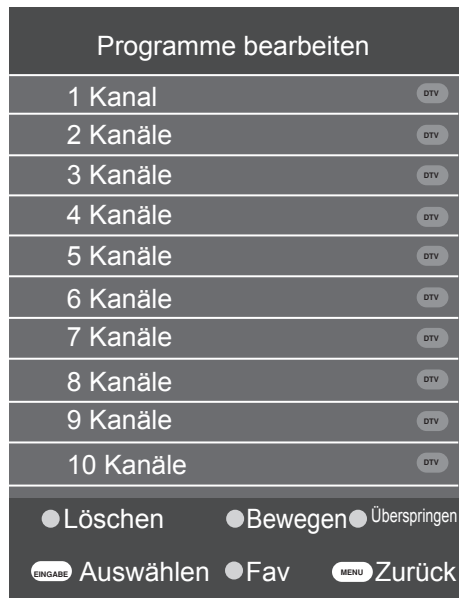 Programme bearbeiten
1 Kanal DTV
2 Kanäle DTV
3 Kanäle DTV
4 Kanäle DTV
5 Kanäle DTV
6 Kanäle DTV
7 Kanäle DTV
8 Kanäle DTV
9 Kanäle DTV
10 Kanäle DTV
Löschen Bewegen Überspringen
EINGABE Auswählen Fav MENU Zurück